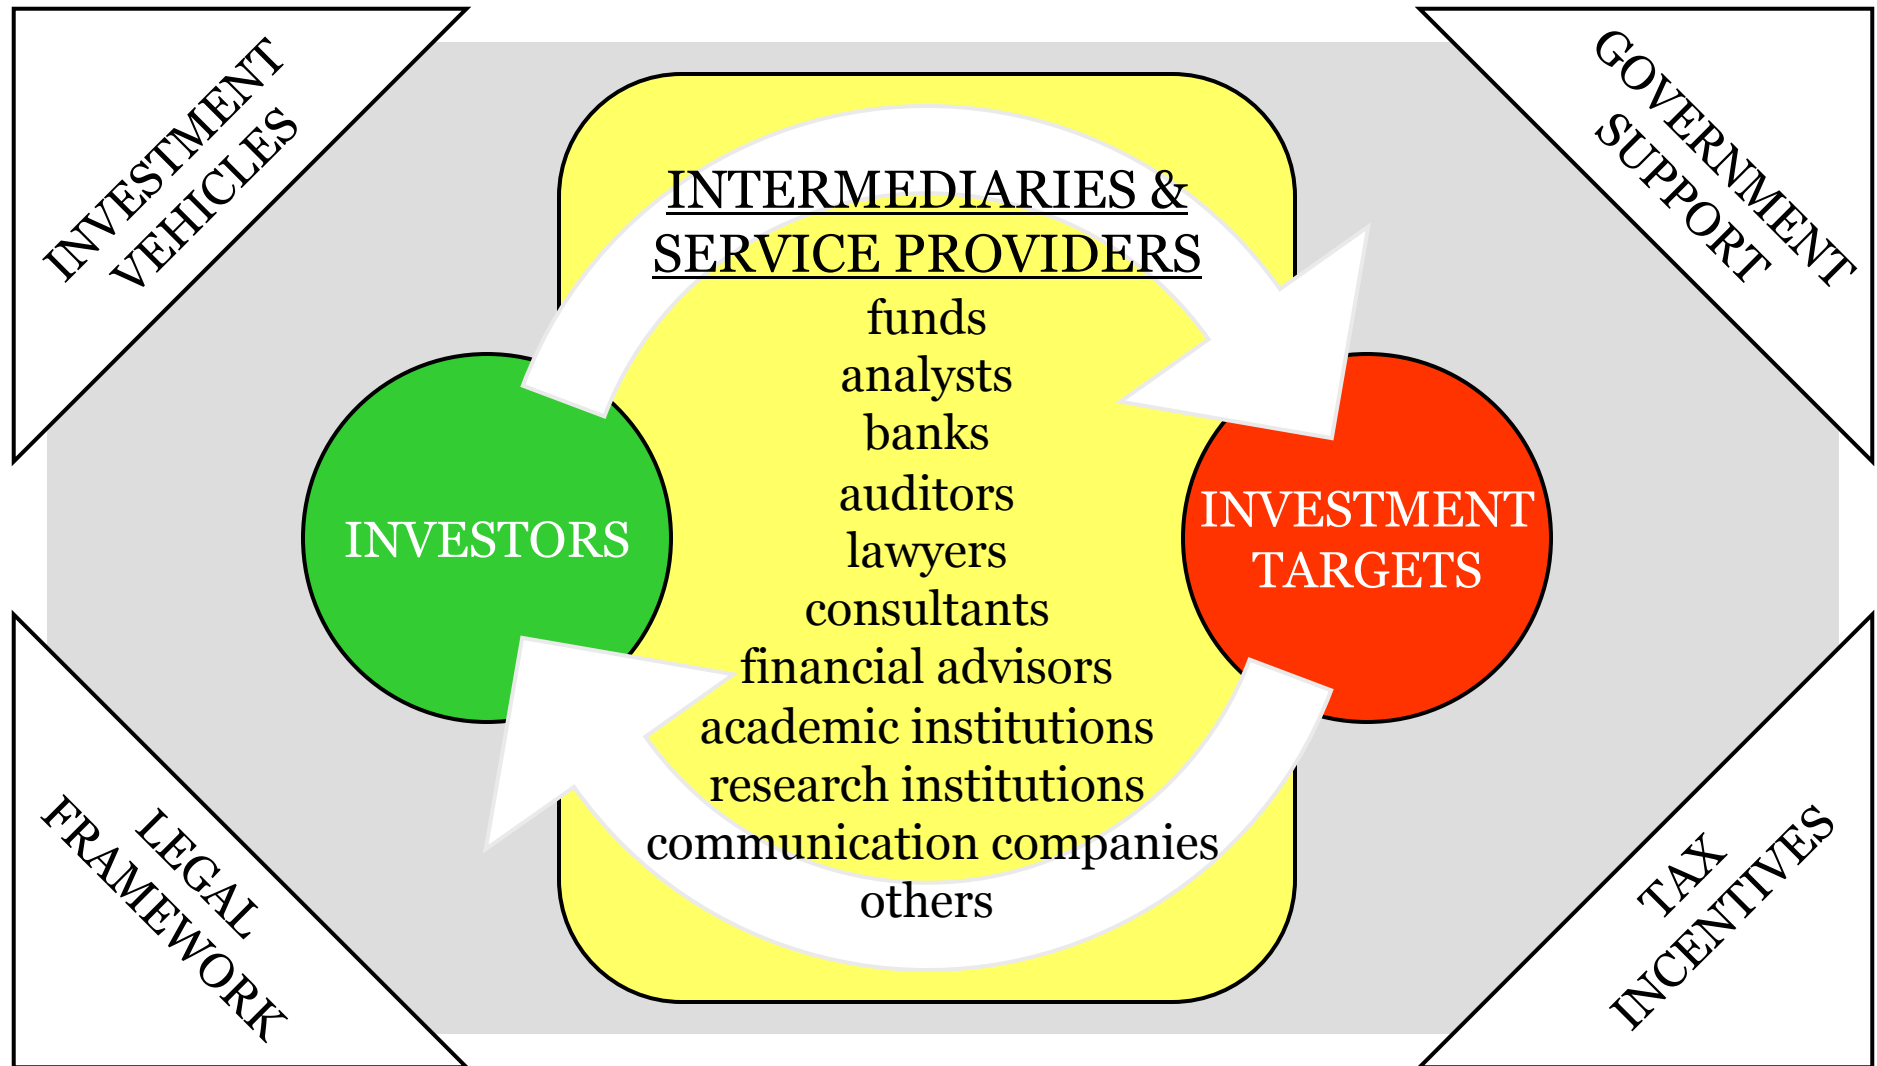 INVESTMENT
VEHICLES
GOVERNMENT
SUPPORT
INTERMEDIARIES &
SERVICE PROVIDERS
funds
analysts
banks
auditors
lawyers
consultants
financial advisors
academic institutions
research institutions
communication companies
others
INVESTORS
INVESTMENT
TARGETS
LEGAL
FRAMEWORK
TAX
INCENTIVES